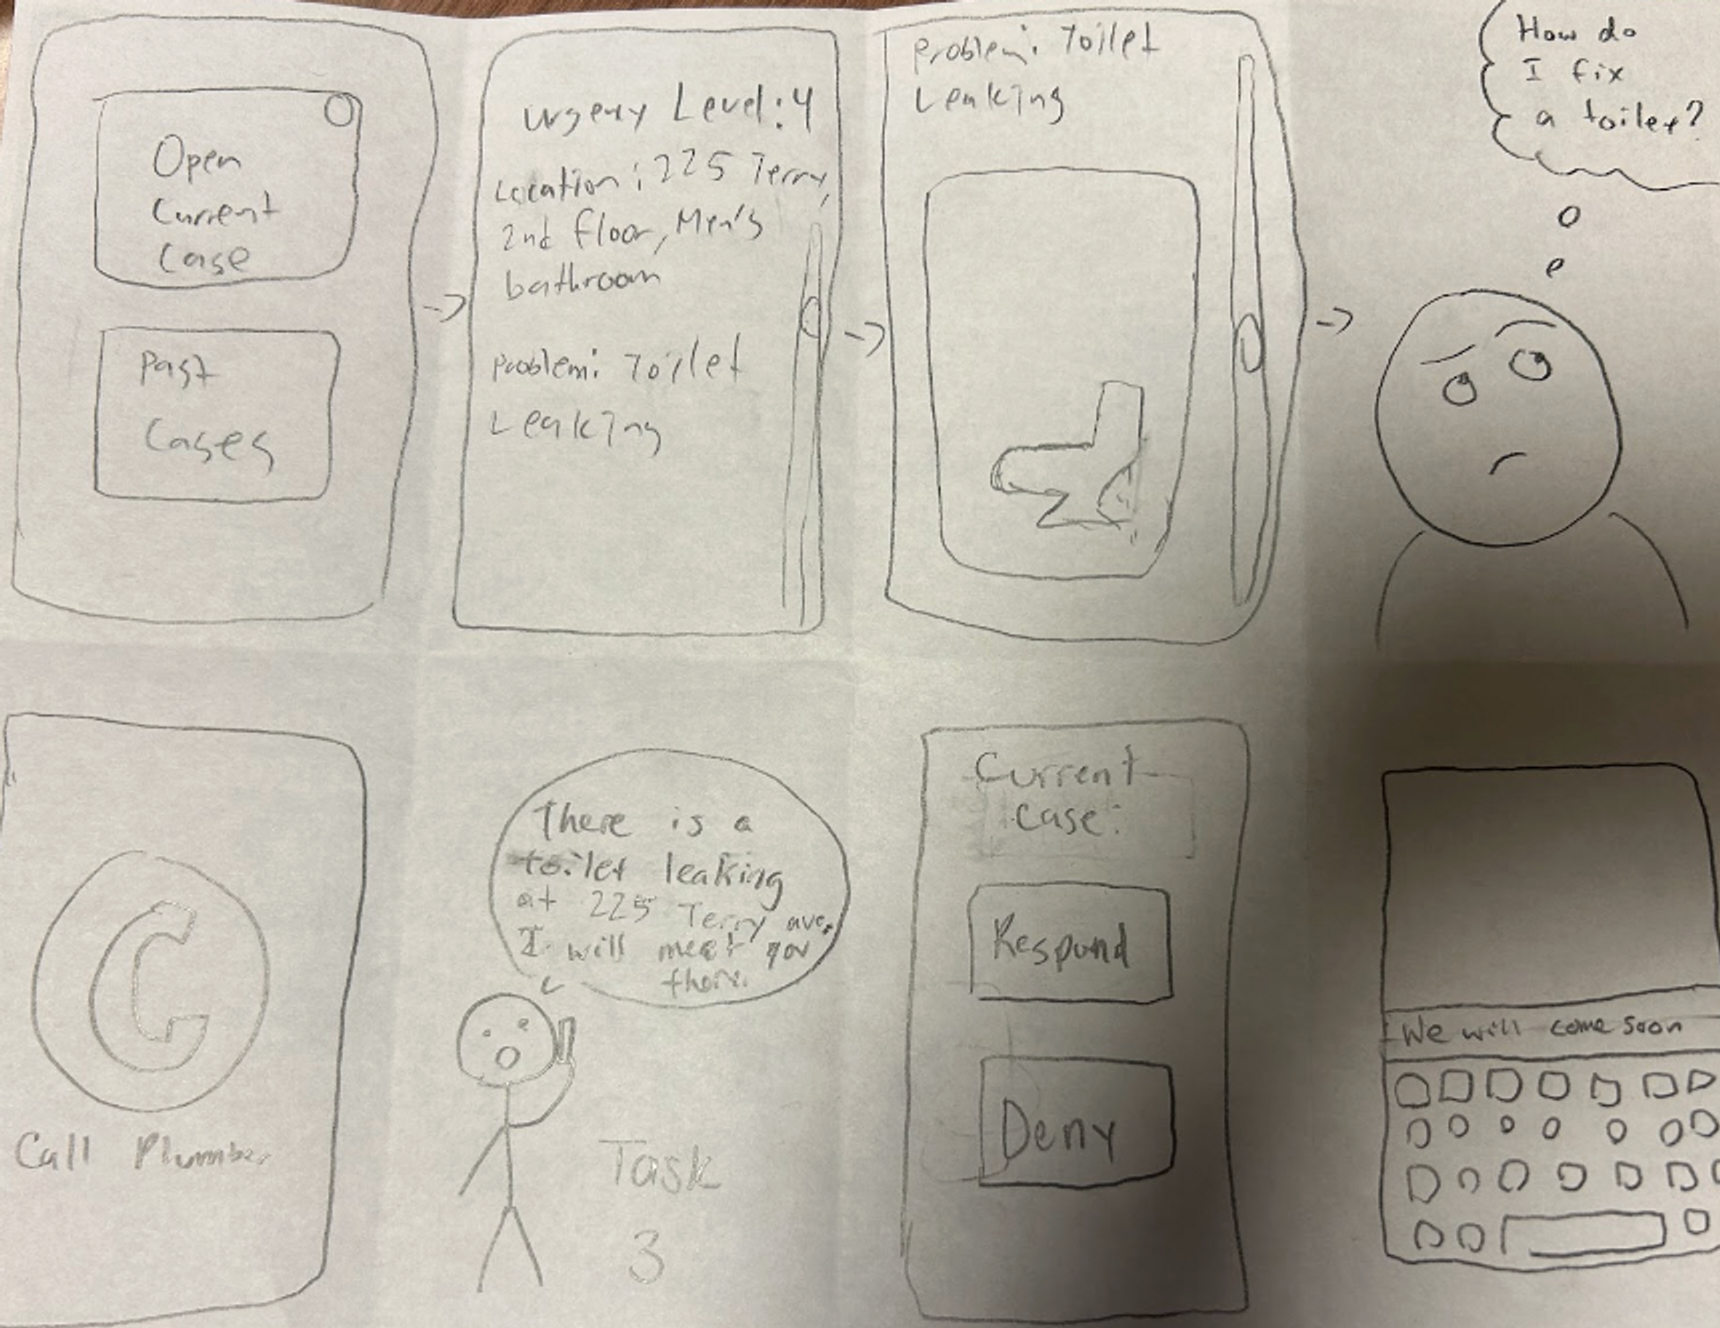 Open
Current
Case
Past
Cases
Urgency Level: 4
Location: 225 Terry,
2nd floor, Men's
bathroom
Problem: Toilet
Leaking
Problem: Toilet
Leaking
How do
I fix
a toilet?
C
Call Plumber
There is a
toilet leaking
at 225 Terry ave,
I will meet you
there.
Task
3
Current
Case:
Respond
Deny
We will come soon